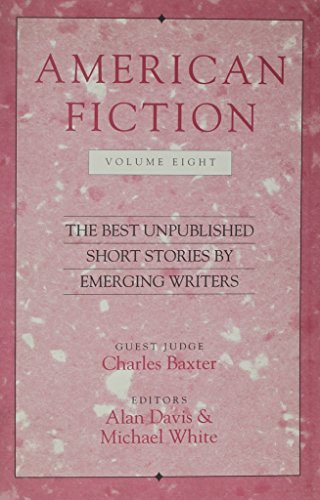 AMERICAN
FICTION
VOLUME EIGHT
THE BEST UNPUBLISHED
SHORT STORIES BY
EMERGING WRITERS
GUEST JUDGE
Charles Baxter
EDITORS
Alan Davis &
Michael White